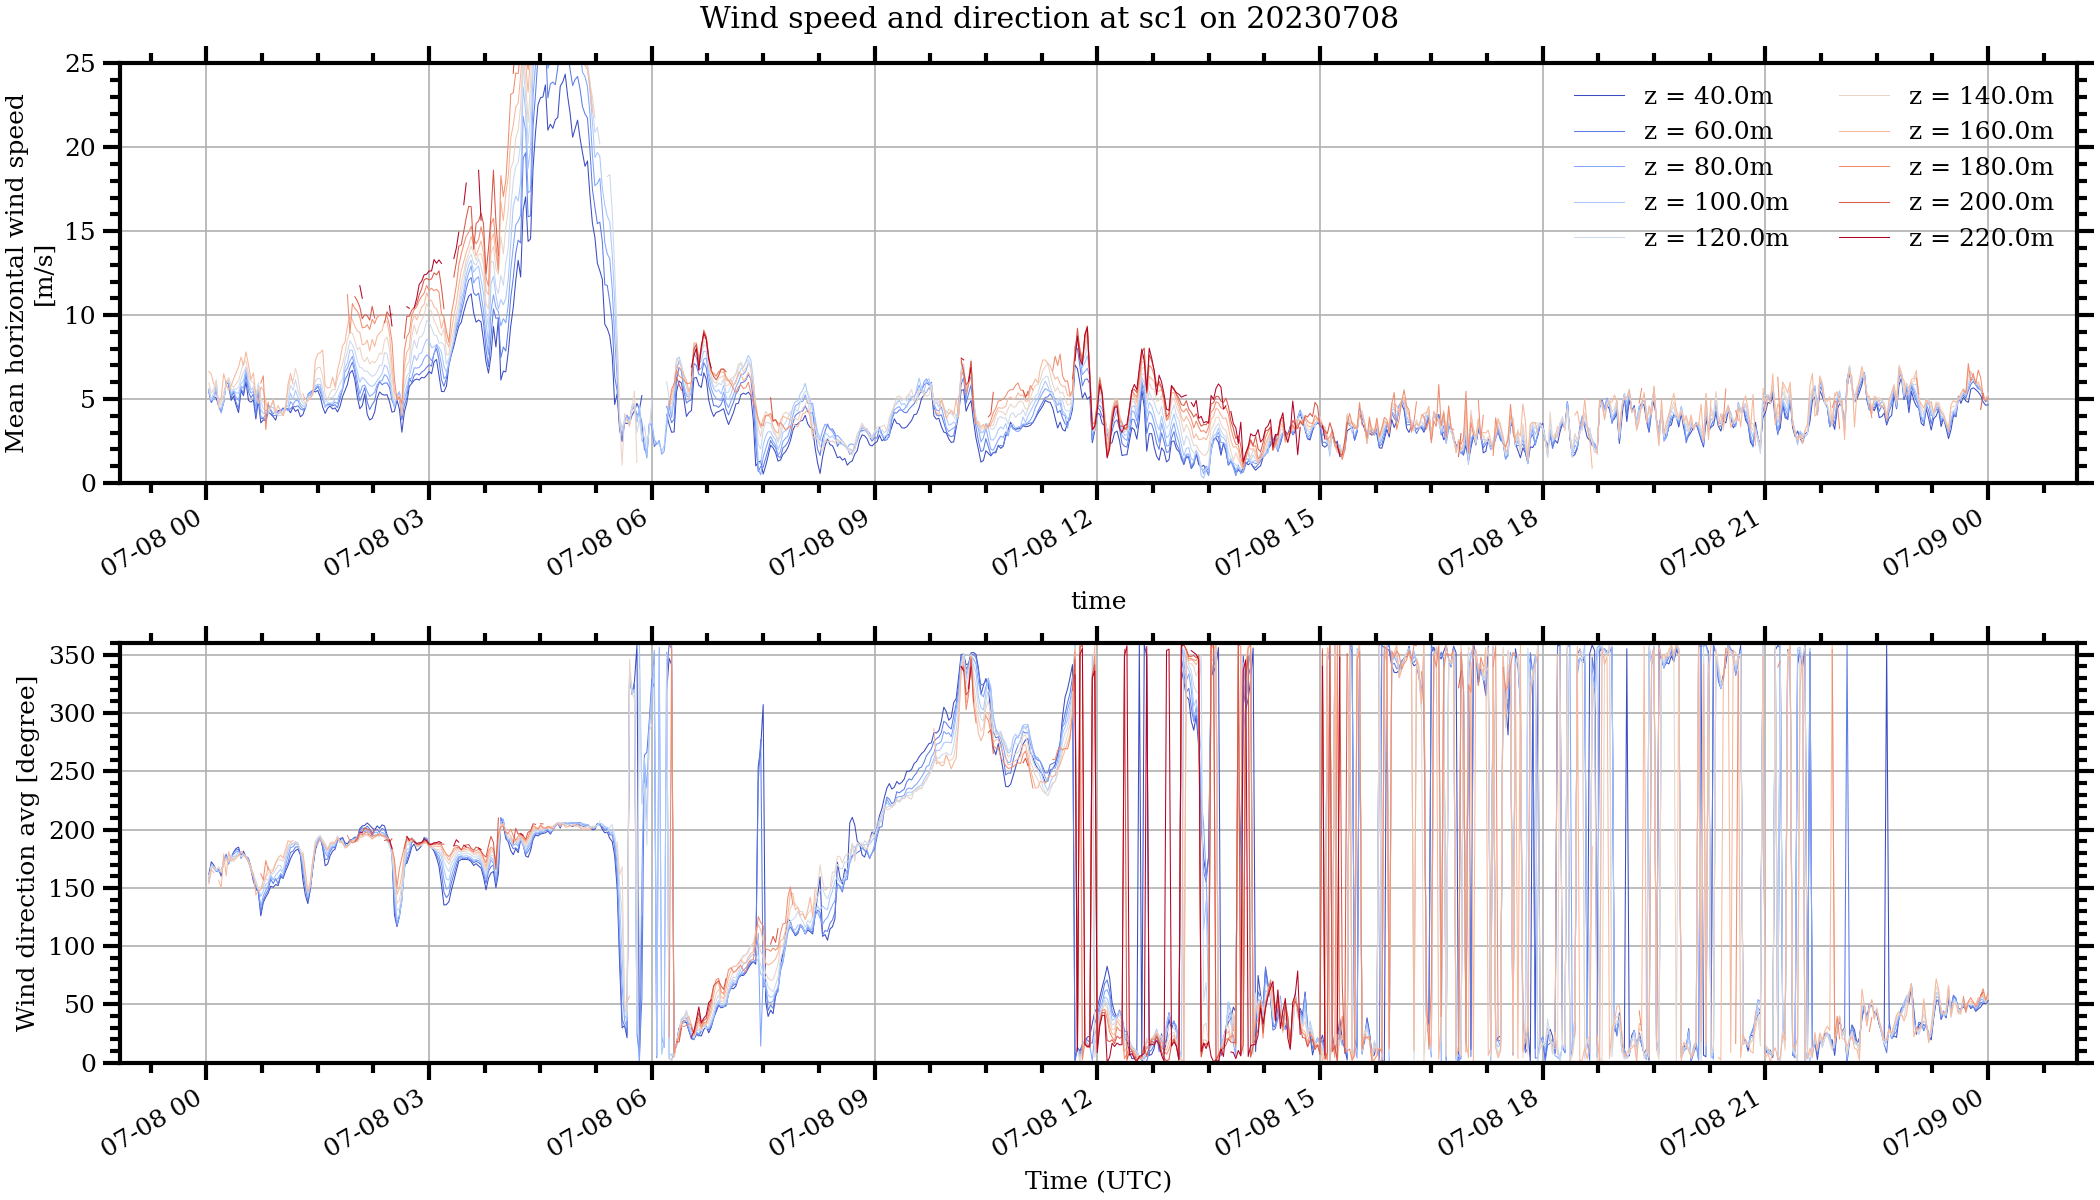 Wind speed and direction at sc1 on 20230708
Mean horizontal wind speed
[m/s]
25
20
15
10
5
0
z = 40.0m
z = 60.0m
z = 80.0m
z = 100.0m
z = 120.0m
z = 140.0m
z = 160.0m
z = 180.0m
z = 200.0m
z = 220.0m
07-08 00
07-08 03
07-08 06
07-08 09
07-08 12
07-08 15
07-08 18
07-08 21
07-09 00
time
Wind direction avg [degree]
350
300
250
200
150
100
50
0
07-08 00
07-08 03
07-08 06
07-08 09
07-08 12
07-08 15
07-08 18
07-08 21
07-09 00
Time (UTC)